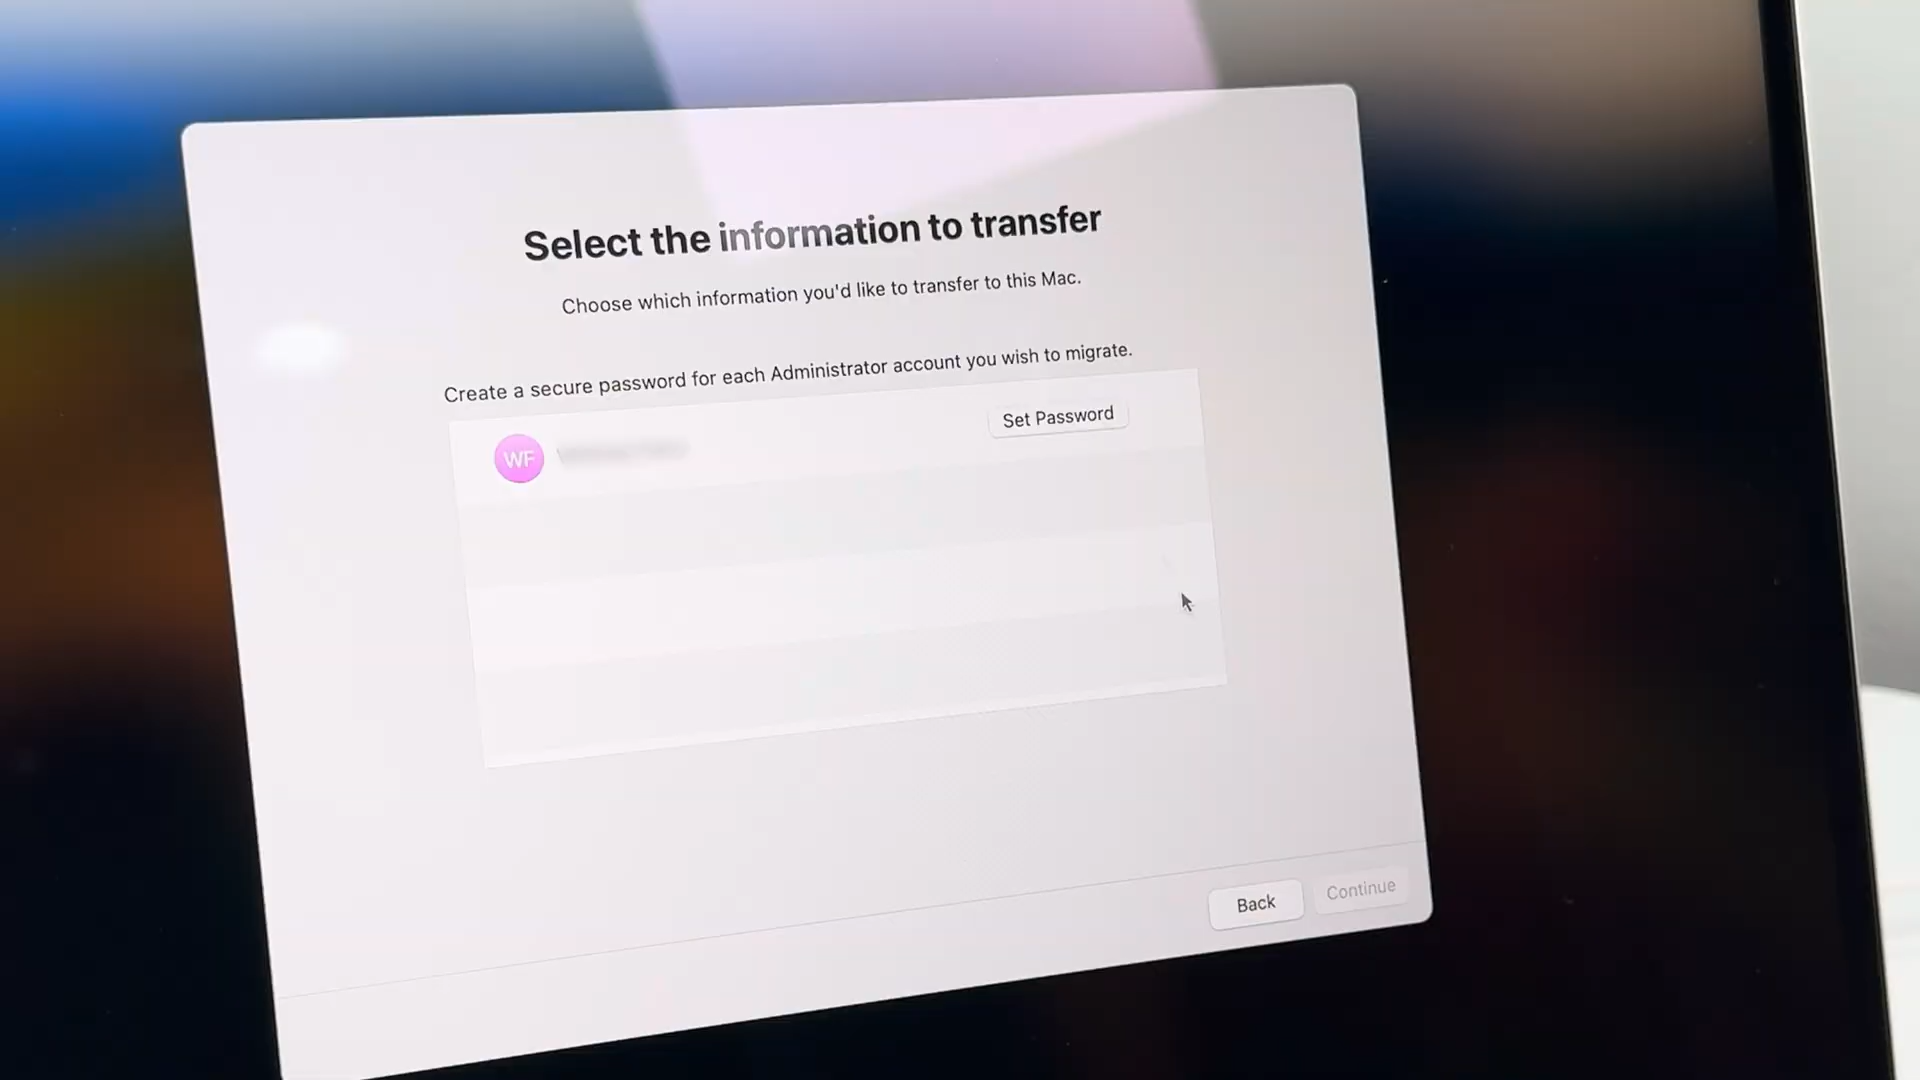 Select the information to transfer
Choose which information you'd like to transfer to this Mac.
Create a secure password for each Administrator account you wish to migrate.
WF
Set Password
Back
Continue